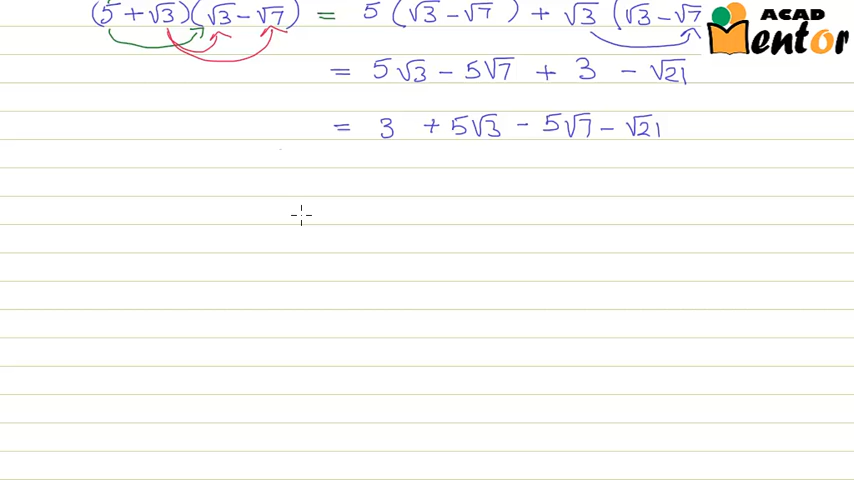 (5 + √3)(√3 − √7) = 5(√3 − √7) + √3(√3 − √7
= 5√3 − 5√7 + 3 − √21
= 3 + 5√3 − 5√7 − √21
ACAD
Mentor